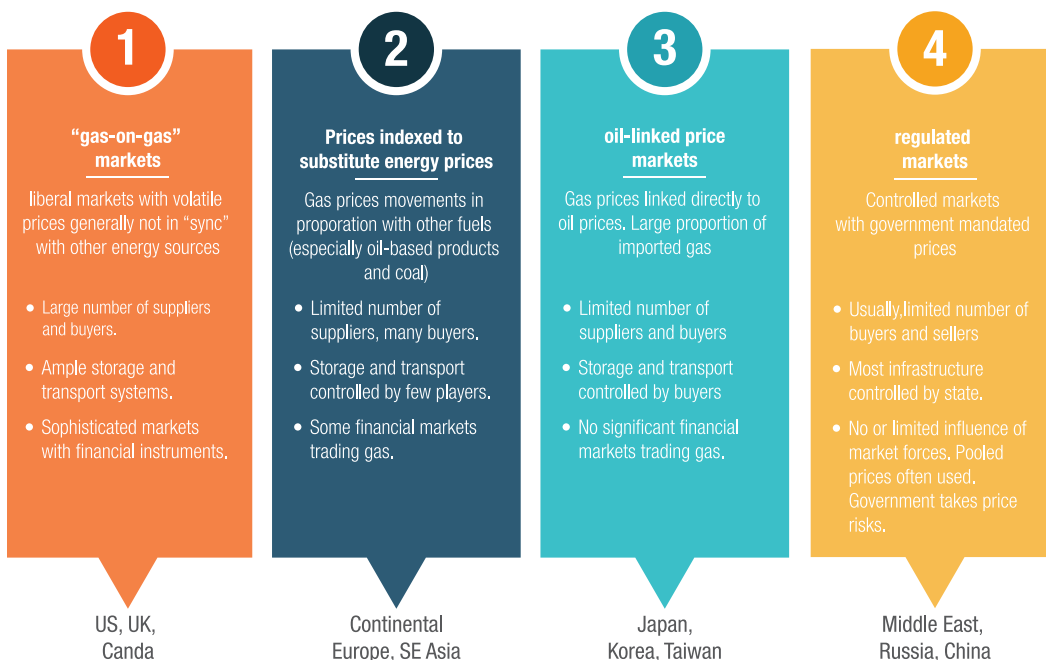 1
“gas-on-gas”
markets
liberal markets with volatile
prices generally not in “sync”
with other energy sources
• Large number of suppliers
and buyers.
• Ample storage and
transport systems.
• Sophisticated markets
with financial instruments.
US, UK,
Canda
2
Prices indexed to
substitute energy prices
Gas prices movements in
proporation with other fuels
(especially oil-based products
and coal)
• Limited number of
suppliers, many buyers.
• Storage and transport
controlled by few players.
• Some financial markets
trading gas.
Continental
Europe, SE Asia
3
oil-linked price
markets
Gas prices linked directly to
oil prices. Large proportion of
imported gas
• Limited number of
suppliers and buyers
• Storage and transport
controlled by buyers
• No significant financial
markets trading gas.
Japan,
Korea, Taiwan
4
regulated
markets
Controlled markets
with government mandated
prices
• Usually,limited number of
buyers and sellers
• Most infrastructure
controlled by state.
• No or limited influence of
market forces. Pooled
prices often used.
Government takes price
risks.
Middle East,
Russia, China